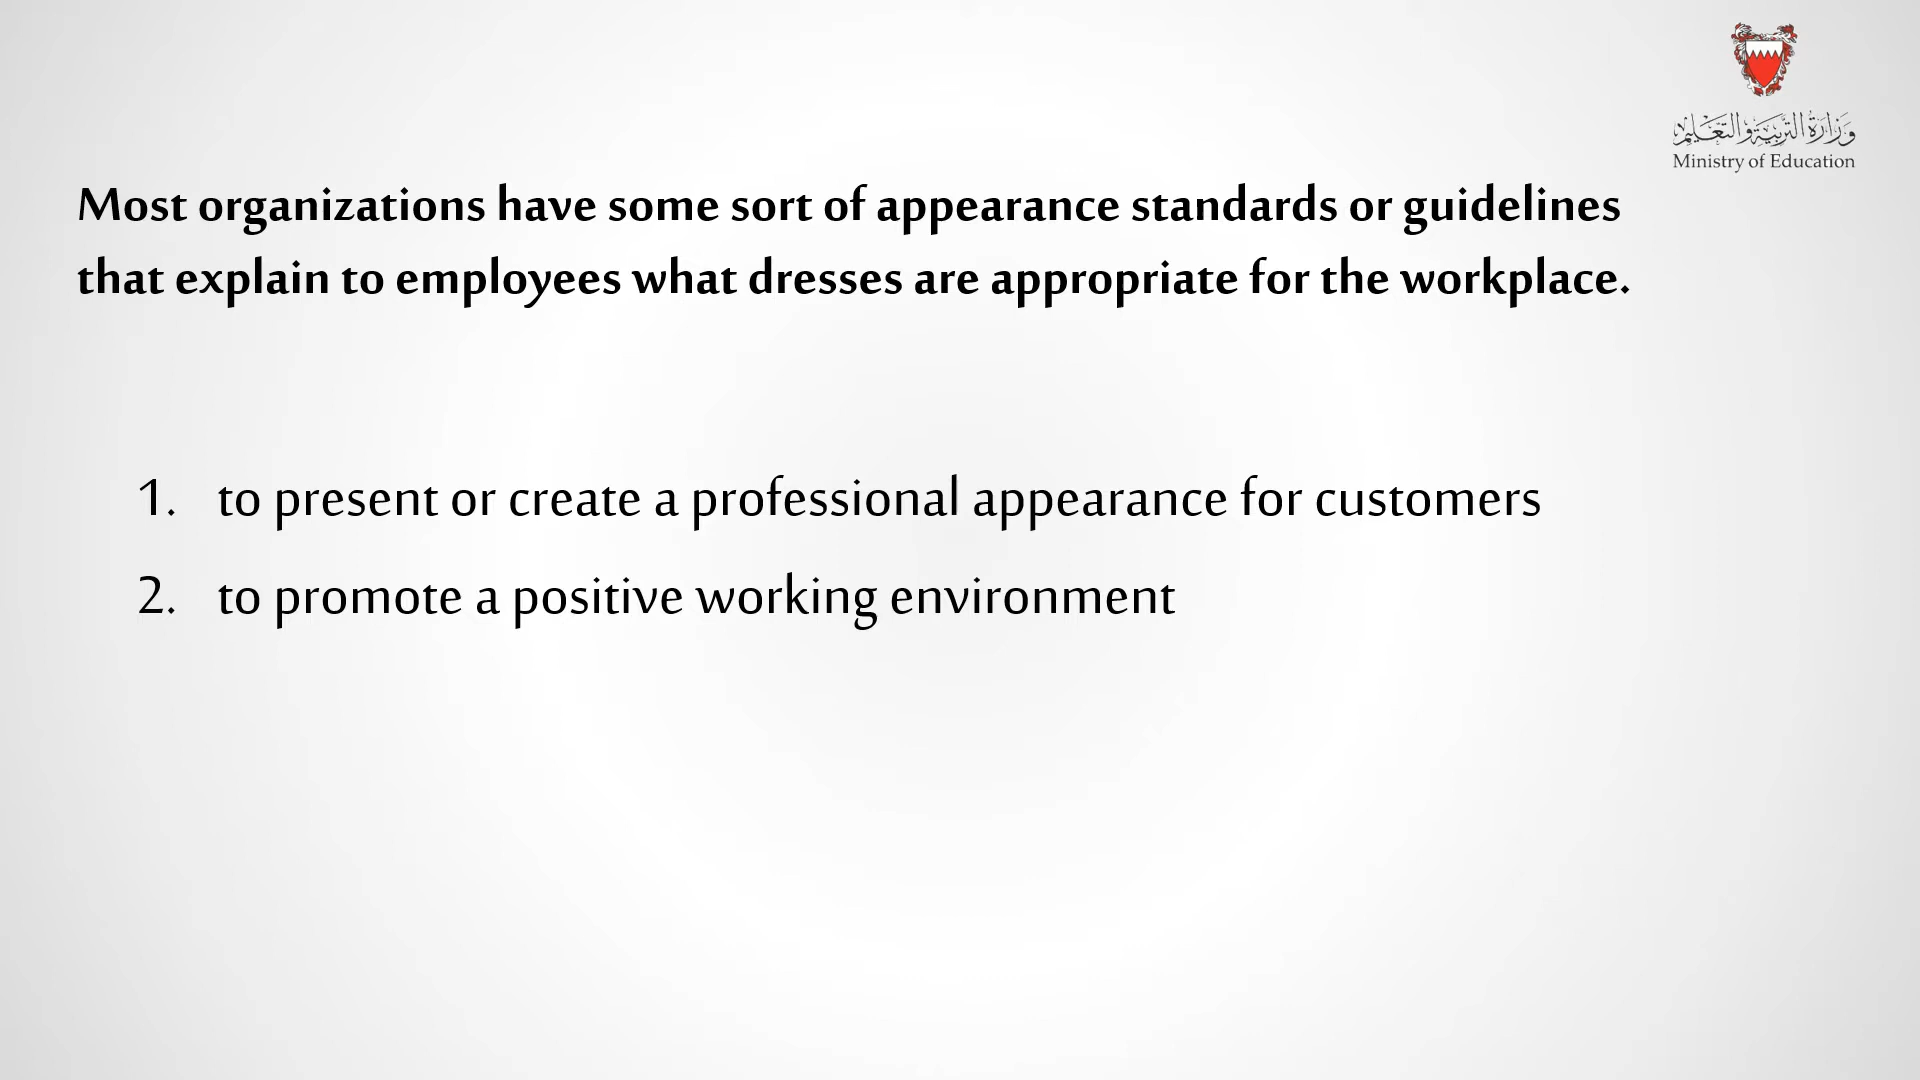 وزارة التربية والتعليم
Ministry of Education
Most organizations have some sort of appearance standards or guidelines
that explain to employees what dresses are appropriate for the workplace.
1. to present or create a professional appearance for customers
2. to promote a positive working environment